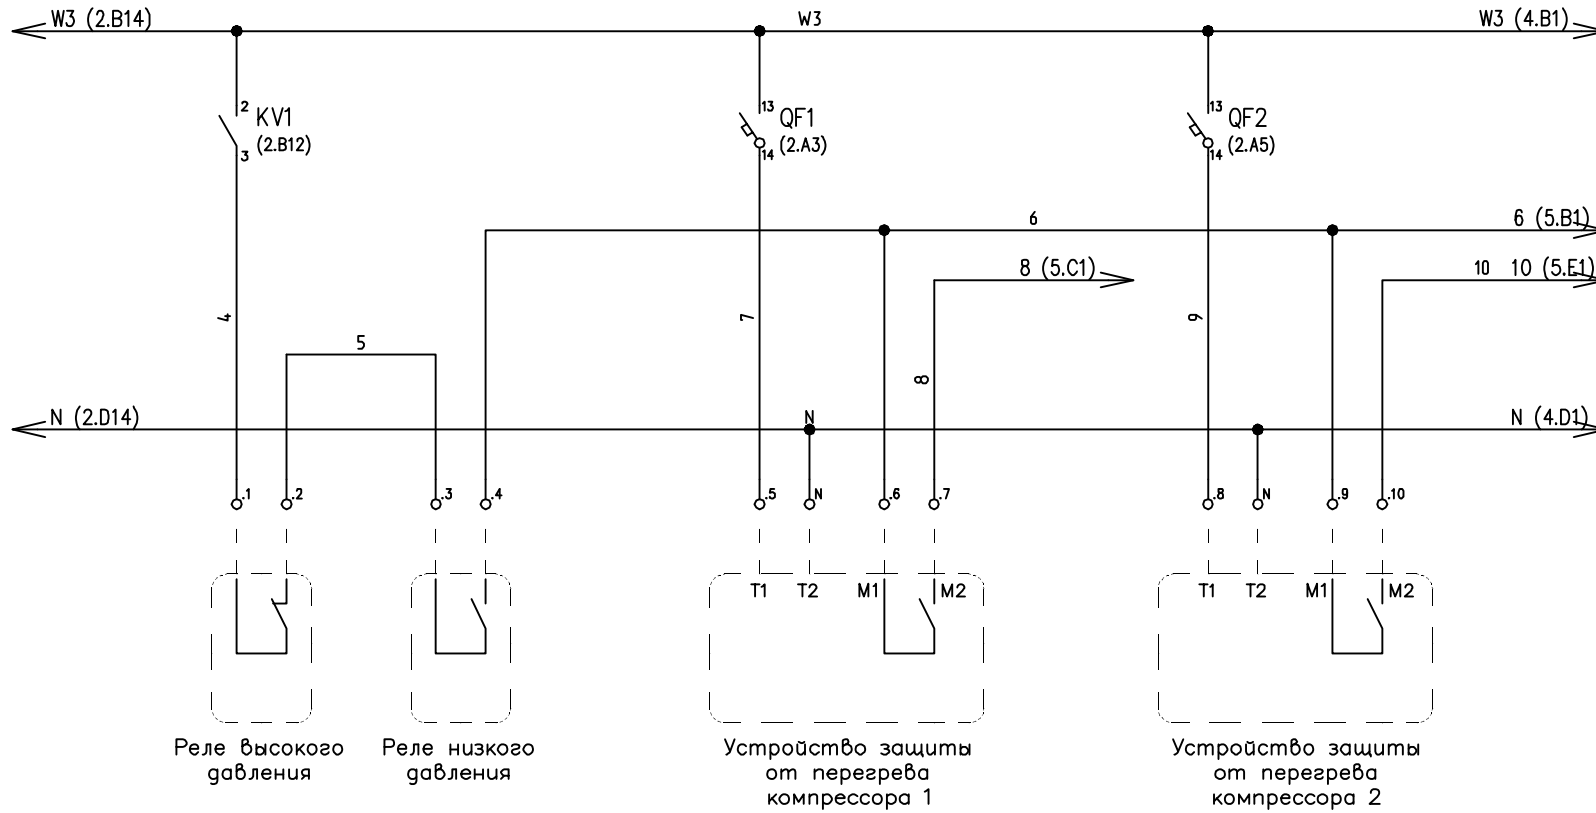 W3 (2.B14)
W3
W3 (4.B1)
2
KV1
(2.B12)
3
13
QF1
(2.A3)
14
13
QF2
(2.A5)
14
6
6 (5.B1)
8 (5.C1)
10
10 (5.E1)
4
7
9
5
8
N (2.D14)
N
N (4.D1)
.1
.2
.3
.4
.5
N
.6
.7
.8
N
.9
.10
T1
T2
M1
M2
T1
T2
M1
M2
Реле высокого
давления
Реле низкого
давления
Устройство защиты
от перегрева
компрессора 1
Устройство защиты
от перегрева
компрессора 2